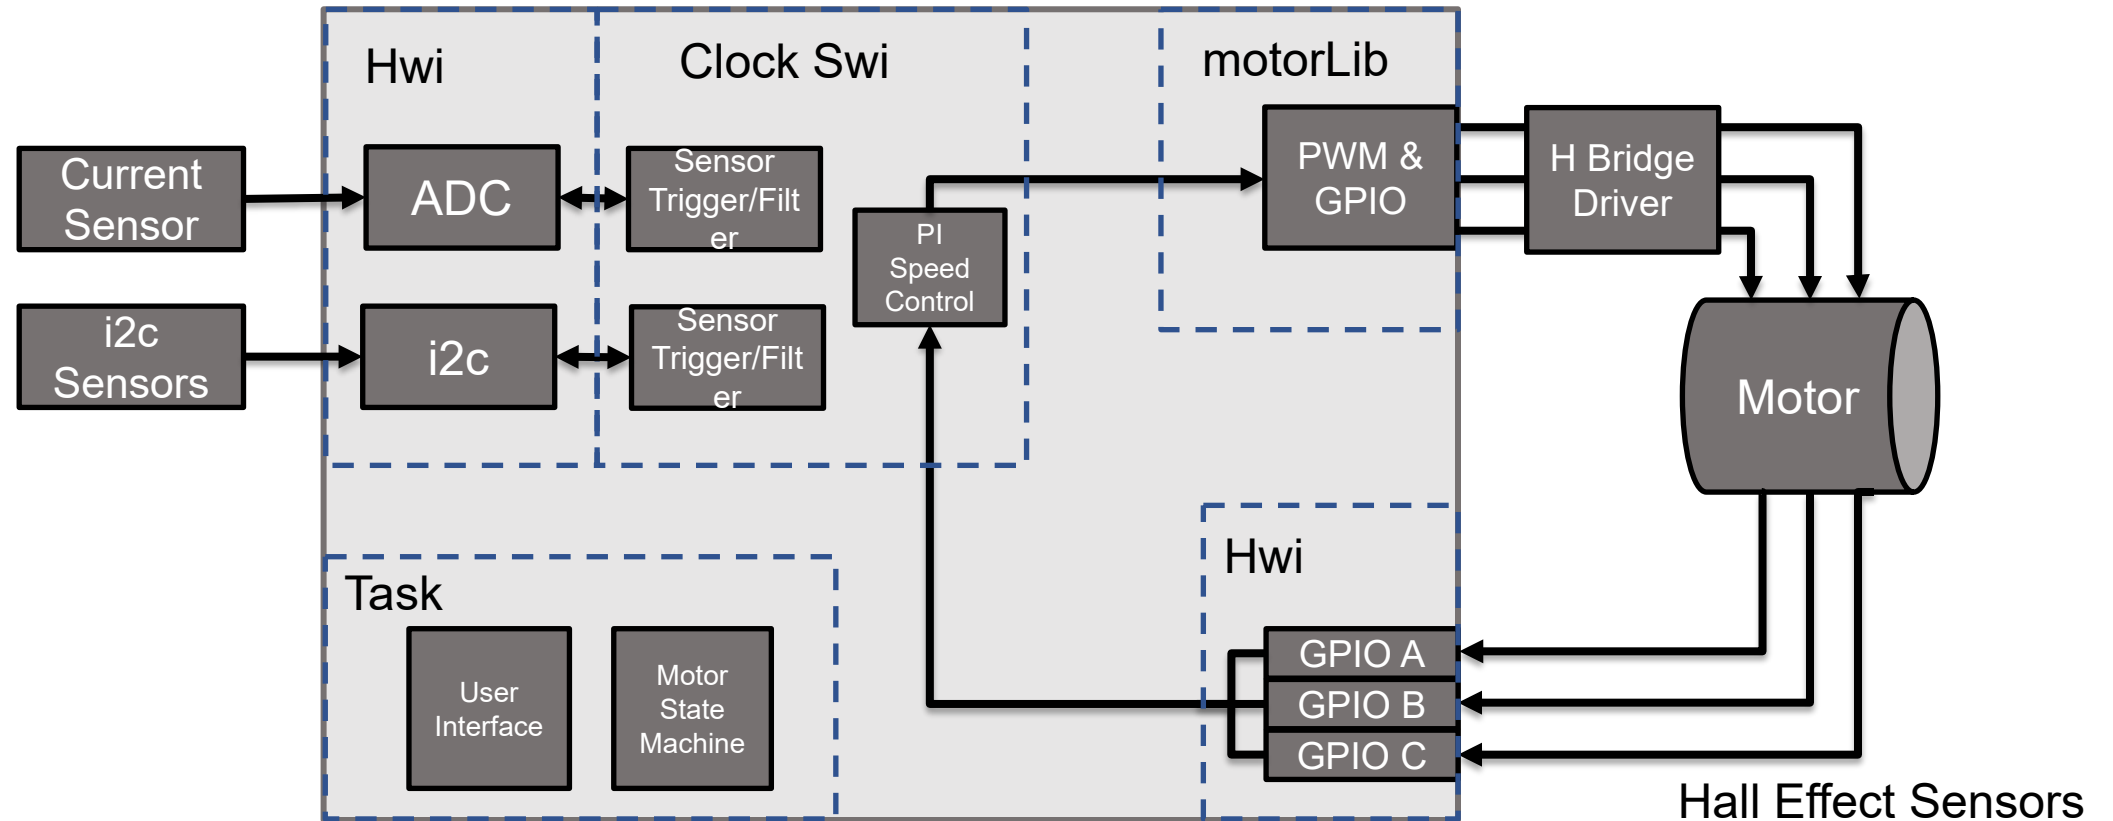 Hwi
Clock Swi
motorLib
Current
Sensor
ADC
Sensor
Trigger/Filt
er
PI
Speed
Control
PWM &
GPIO
H Bridge
Driver
i2c
Sensors
i2c
Sensor
Trigger/Filt
er
Motor
Task
User
Interface
Motor
State
Machine
Hwi
GPIO A
GPIO B
GPIO C
Hall Effect Sensors